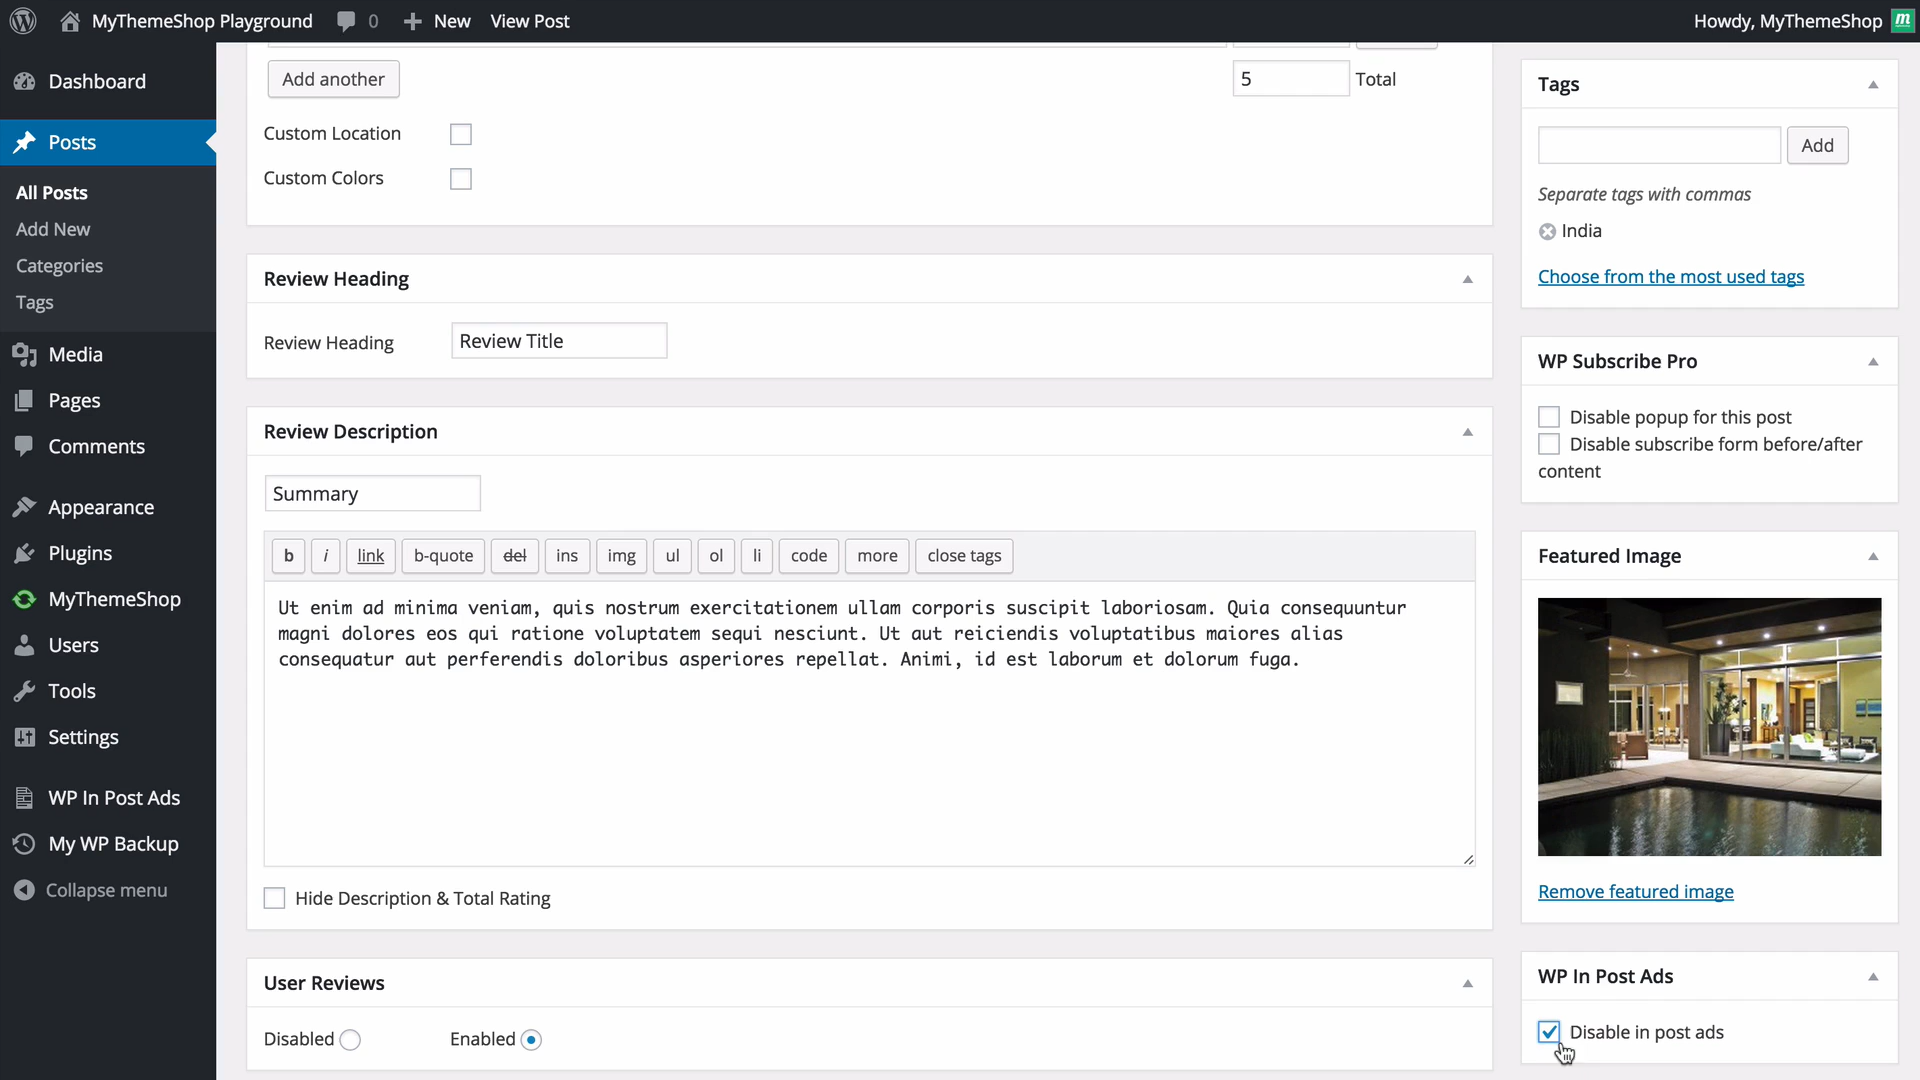 MyThemeShop Playground
0
New
View Post
Howdy, MyThemeShop
m
Dashboard
Posts
All Posts
Add New
Categories
Tags
Media
Pages
Comments
Appearance
Plugins
MyThemeShop
Users
Tools
Settings
WP In Post Ads
My WP Backup
Collapse menu
Add another
5 Total
Custom Location
Custom Colors
Review Heading
Review Heading Review Title
Review Description
Summary
b i link b-quote del ins img ul ol li code more close tags
Ut enim ad minima veniam, quis nostrum exercitationem ullam corporis suscipit laboriosam. Quia consequuntur
magni dolores eos qui ratione voluptatem sequi nesciunt. Ut aut reiciendis voluptatibus maiores alias
consequatur aut perferendis doloribus asperiores repellat. Animi, id est laborum et dolorum fuga.
Hide Description & Total Rating
User Reviews
Disabled Enabled
Tags
Add
Separate tags with commas
India
Choose from the most used tags
WP Subscribe Pro
Disable popup for this post
Disable subscribe form before/after
content
Featured Image
Remove featured image
WP In Post Ads
Disable in post ads